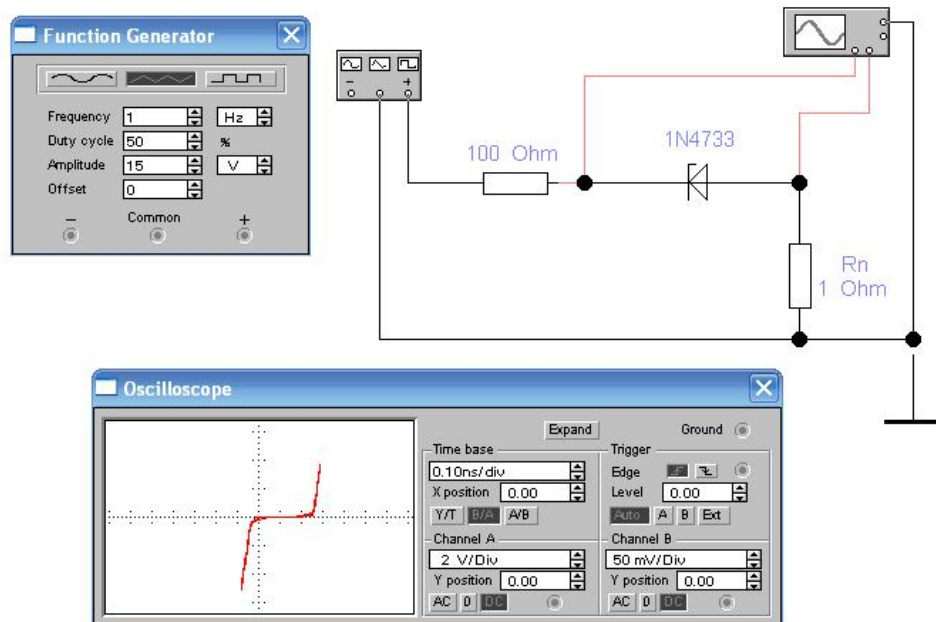 Function Generator
Frequency 1 Hz
Duty cycle 50 %
Amplitude 15 V
Offset 0
− Common +
− +
100 Ohm
1N4733
Rn
1 Ohm
Oscilloscope
Expand Ground
Time base Trigger
0.10ns/div Edge
X position 0.00 Level 0.00
Y/T B/A A/B Auto A B Ext
Channel A Channel B
2 V/Div 50 mV/Div
Y position 0.00 Y position 0.00
AC 0 DC AC 0 DC